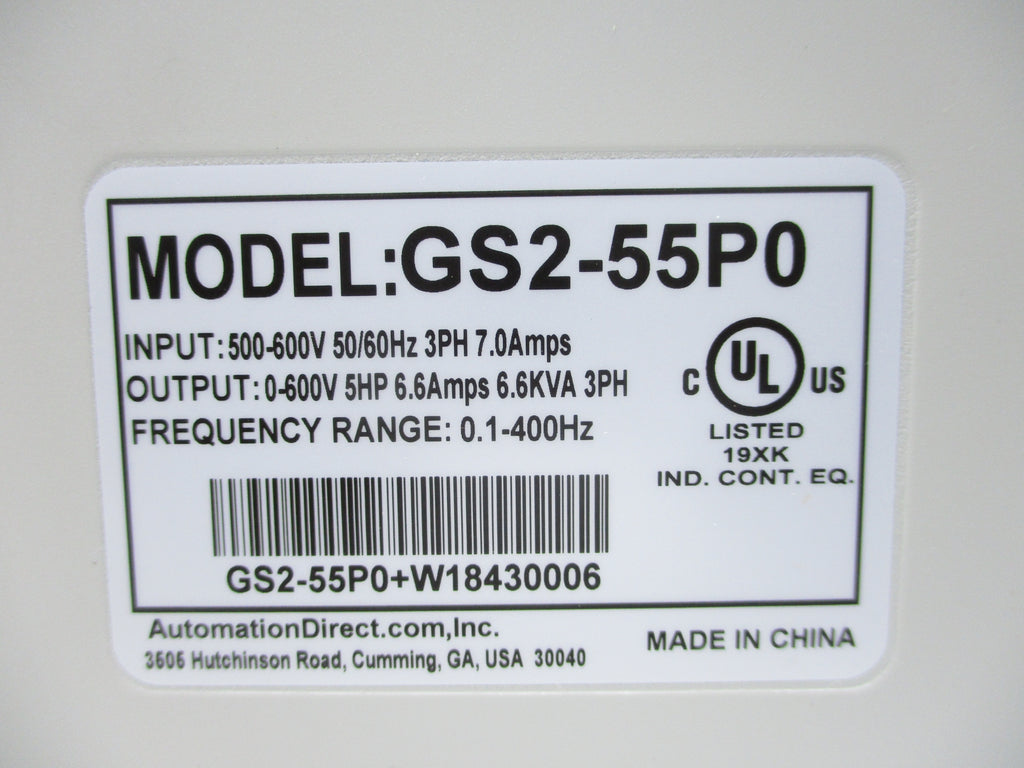 MODEL:GS2-55P0
INPUT: 500-600V 50/60Hz 3PH 7.0Amps
OUTPUT: 0-600V 5HP 6.6Amps 6.6KVA 3PH
FREQUENCY RANGE: 0.1-400Hz
C UL US
LISTED
19XK
IND. CONT. EQ.
GS2-55P0+W18430006
AutomationDirect.com,Inc.
3505 Hutchinson Road, Cumming, GA, USA 30040
MADE IN CHINA